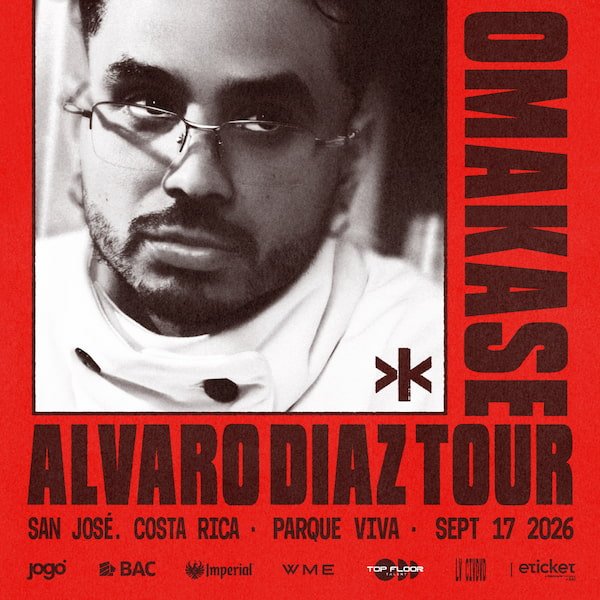 OMAKASE
ALVARO DIAZ TOUR
SAN JOSÉ. COSTA RICA · PARQUE VIVA · SEPT 17 2026
jogo BAC Imperial WME TOP FLOOR TALENT eticket